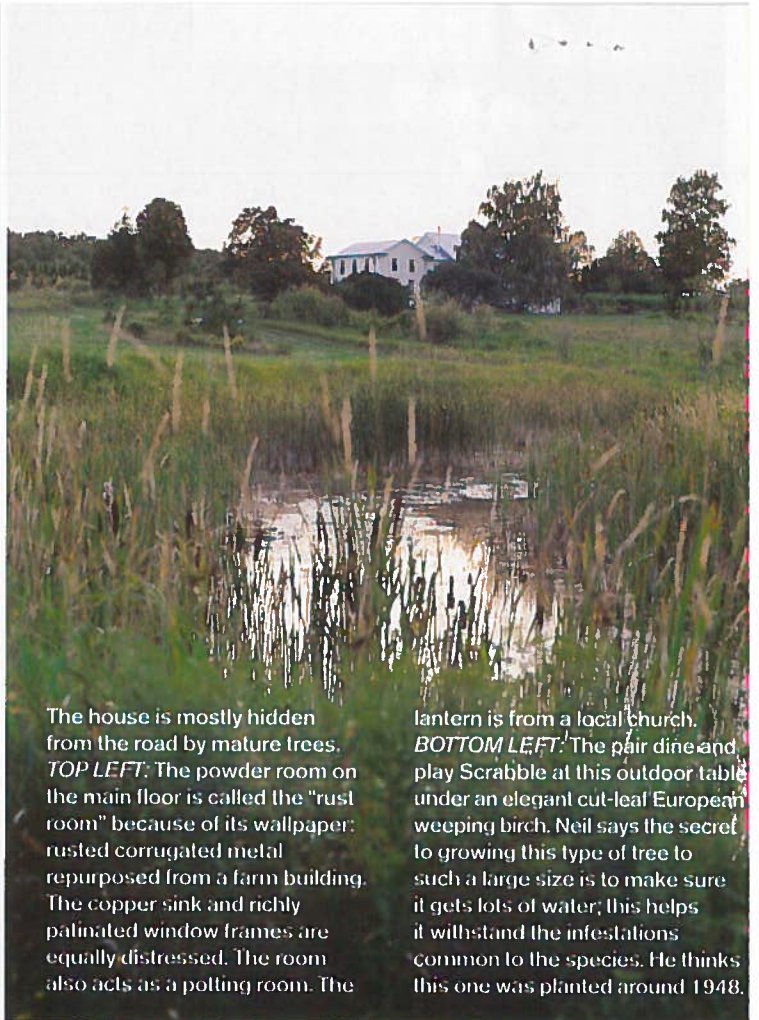 The house is mostly hidden
from the road by mature trees.
TOP LEFT: The powder room on
the main floor is called the "rust
room" because of its wallpaper:
rusted corrugated metal
repurposed from a farm building.
The copper sink and richly
patinated window frames are
equally distressed. The room
also acts as a potting room. The
lantern is from a local church.
BOTTOM LEFT: The pair dine and
play Scrabble at this outdoor table
under an elegant cut-leaf European
weeping birch. Neil says the secret
to growing this type of tree to
such a large size is to make sure
it gets lots of water; this helps
it withstand the infestations
common to the species. He thinks
this one was planted around 1948.